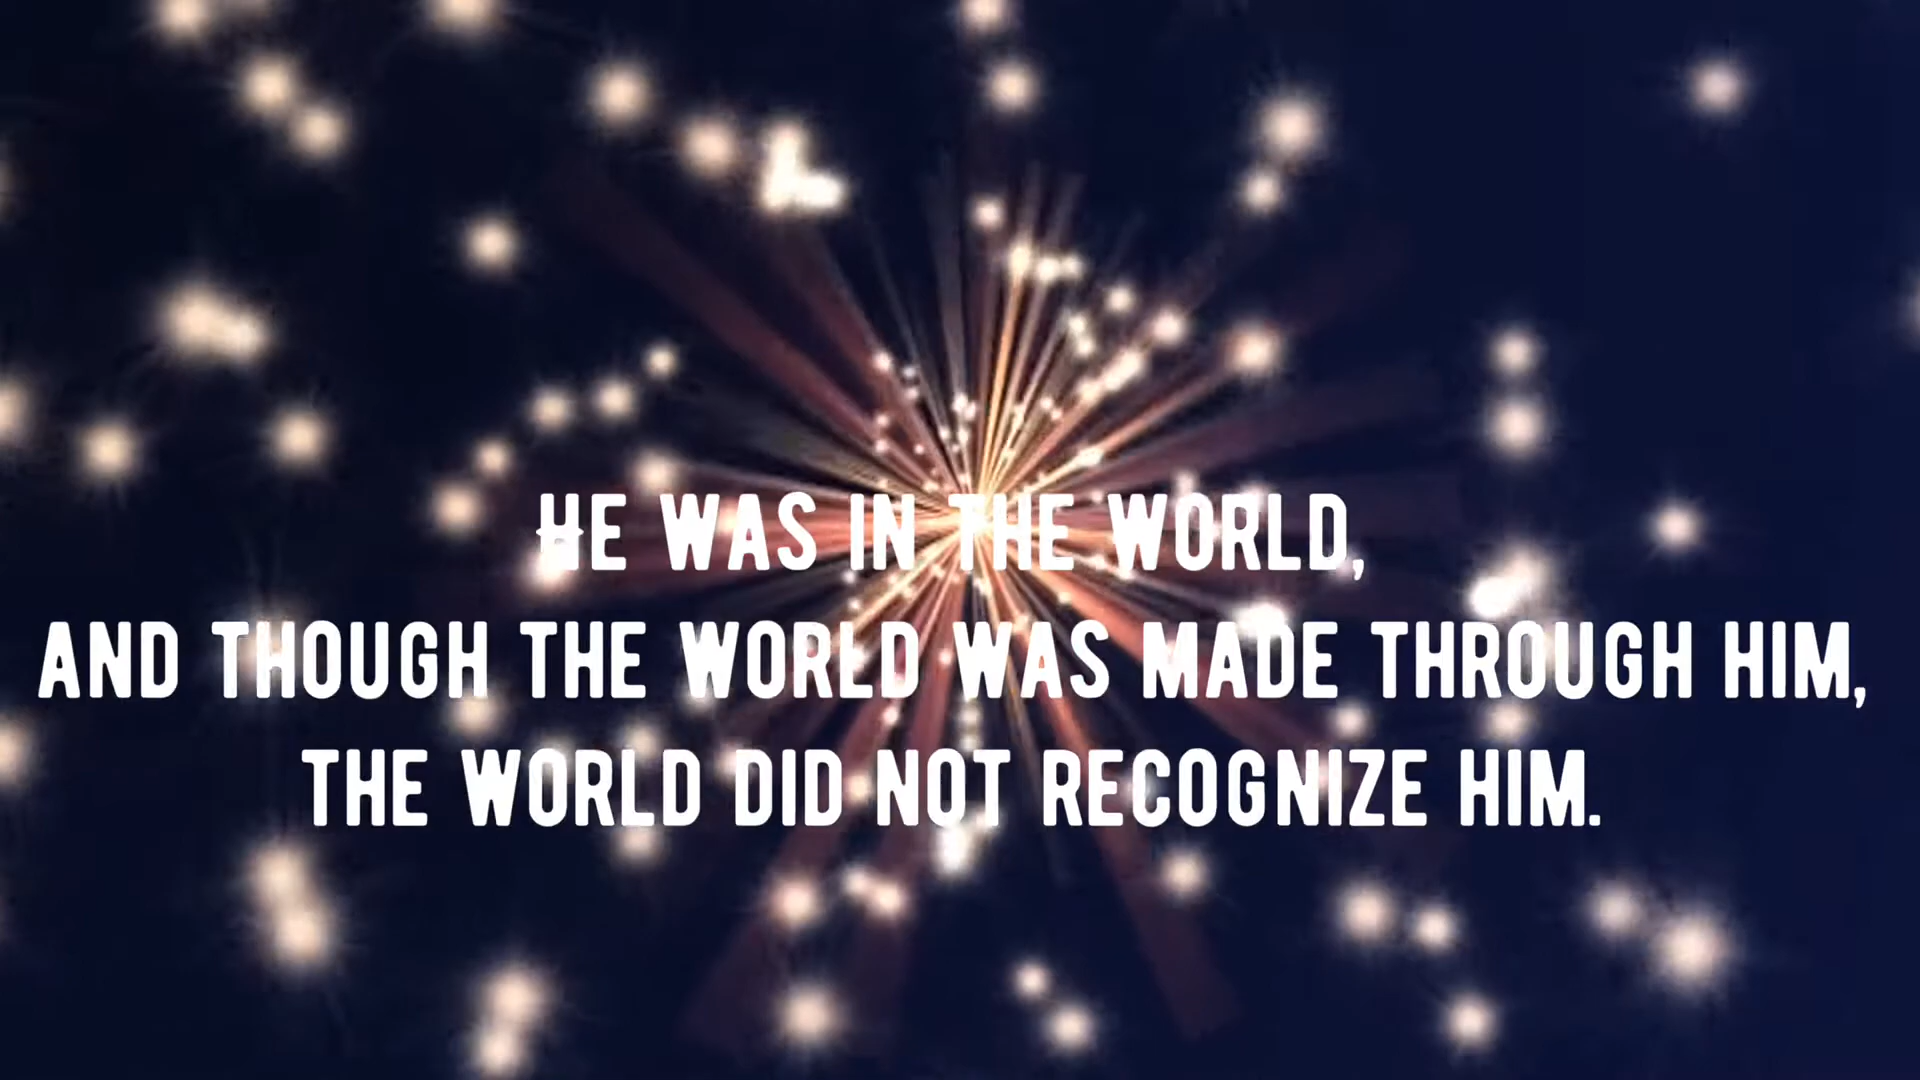 He was in the world,
and though the world was made through him,
the world did not recognize him.